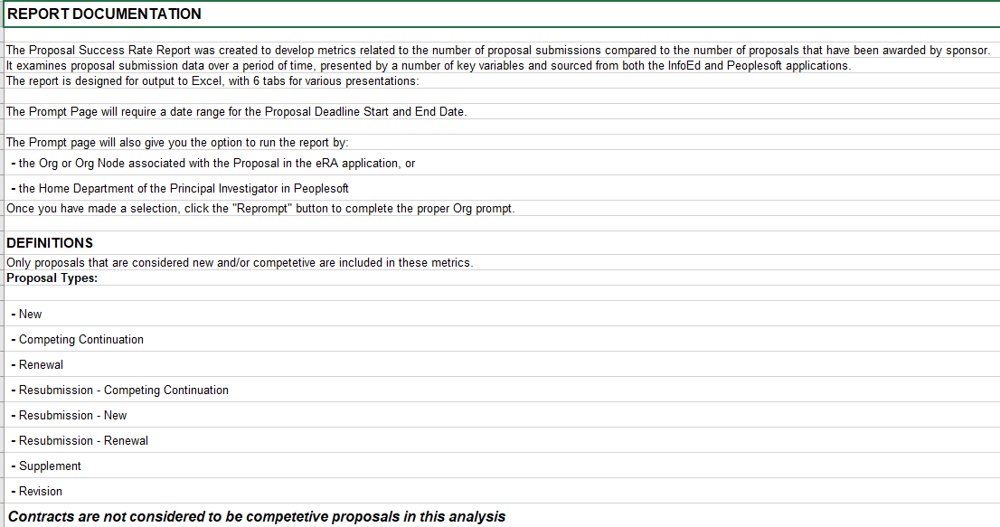 REPORT DOCUMENTATION
The Proposal Success Rate Report was created to develop metrics related to the number of proposal submissions compared to the number of proposals that have been awarded by sponsor.
It examines proposal submission data over a period of time, presented by a number of key variables and sourced from both the InfoEd and Peoplesoft applications.
The report is designed for output to Excel, with 6 tabs for various presentations:
The Prompt Page will require a date range for the Proposal Deadline Start and End Date.
The Prompt page will also give you the option to run the report by:
- the Org or Org Node associated with the Proposal in the eRA application, or
- the Home Department of the Principal Investigator in Peoplesoft
Once you have made a selection, click the "Reprompt" button to complete the proper Org prompt.
DEFINITIONS
Only proposals that are considered new and/or competetive are included in these metrics.
Proposal Types:
- New
- Competing Continuation
- Renewal
- Resubmission - Competing Continuation
- Resubmission - New
- Resubmission - Renewal
- Supplement
- Revision
Contracts are not considered to be competetive proposals in this analysis